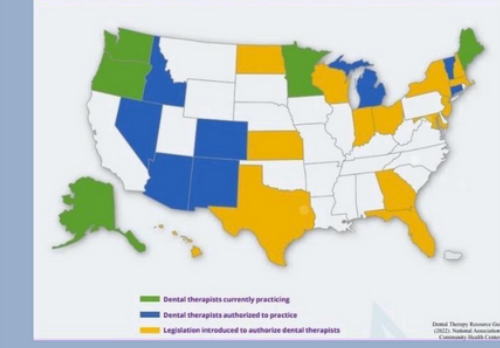 Dental therapists currently practicing
Dental therapists authorized to practice
Legislation introduced to authorize dental therapists
Dental Therapy Resource Gu
(2022). National Association
Community Health Center